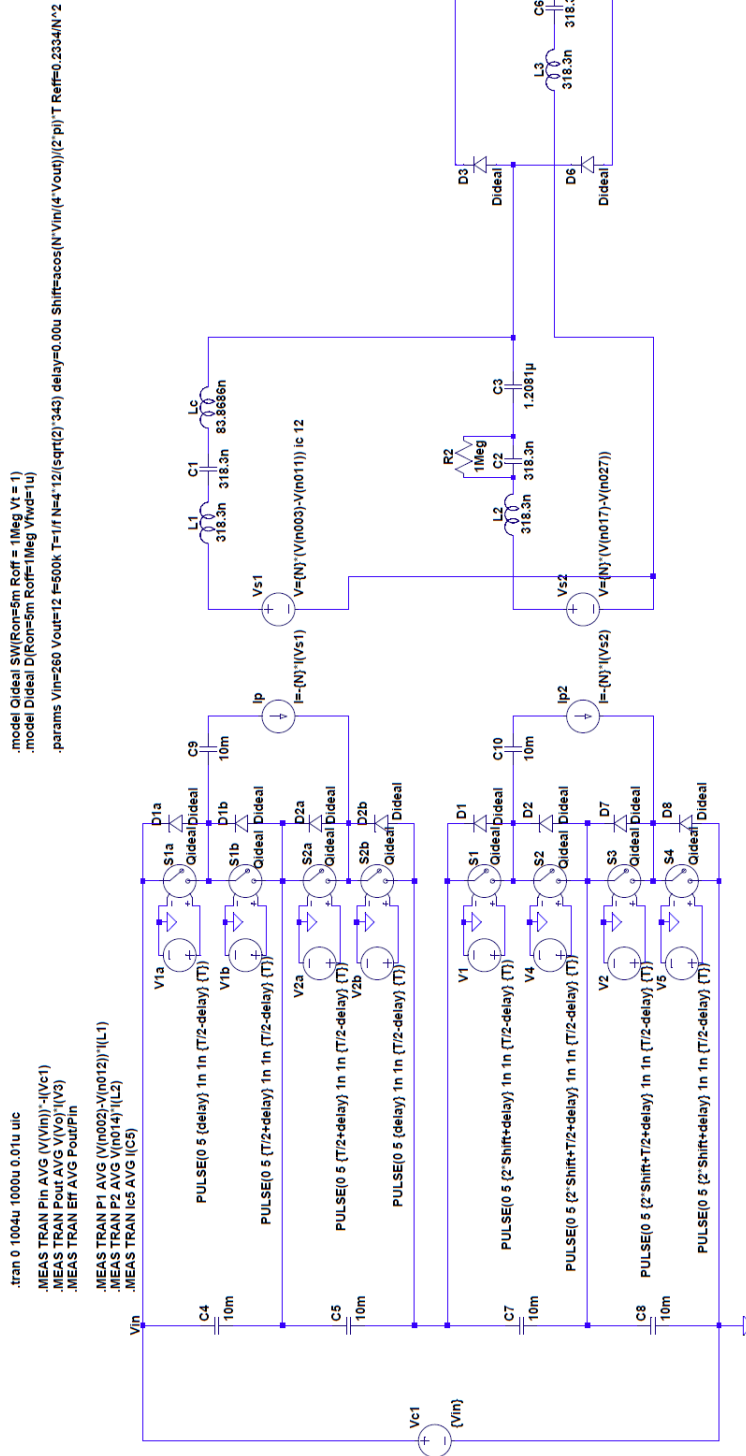 .tran 0 1004u 1000u 0.01u uic
.MEAS TRAN Pin AVG (V(Vin))*-I(Vc1)
.MEAS TRAN Pout AVG V(Vo)*I(V3)
.MEAS TRAN Eff AVG Pout/Pin
.MEAS TRAN P1 AVG (V(n002)-V(n012))*I(L1)
.MEAS TRAN P2 AVG V(n014)*I(L2)
.MEAS TRAN Ic5 AVG I(C5)
.model Qideal SW(Ron=5m Roff = 1Meg Vt = 1)
.model Dideal D(Ron=5m Roff=1Meg Vfwd=1u)
.params Vin=260 Vout=12 f=500k T=1/f N=4*12/(sqrt(2)*343) delay=0.00u Shift=acos(N*Vin/(4*Vout))/(2*pi)*T Reff=0.2334/N^2
Vin
Vc1
{Vin}
C4
10m
C5
10m
C7
10m
C8
10m
V1a
PULSE(0 5 {delay} 1n 1n {T/2-delay} {T})
S1a
Qideal
D1a
Dideal
V1b
PULSE(0 5 {T/2+delay} 1n 1n {T/2-delay} {T})
S1b
Qideal
D1b
Dideal
V2a
PULSE(0 5 {T/2+delay} 1n 1n {T/2-delay} {T})
S2a
Qideal
D2a
Dideal
V2b
PULSE(0 5 {delay} 1n 1n {T/2-delay} {T})
S2b
Qideal
D2b
Dideal
V1
PULSE(0 5 {2*Shift+delay} 1n 1n {T/2-delay} {T})
S1
Qideal
D1
Dideal
V4
PULSE(0 5 {2*Shift+T/2+delay} 1n 1n {T/2-delay} {T})
S2
Qideal
D2
Dideal
V2
PULSE(0 5 {2*Shift+T/2+delay} 1n 1n {T/2-delay} {T})
S3
Qideal
D7
Dideal
V5
PULSE(0 5 {2*Shift+delay} 1n 1n {T/2-delay} {T})
S4
Qideal
D8
Dideal
C9
10m
Ip
I=-{N}*I(Vs1)
C10
10m
Ip2
I=-{N}*I(Vs2)
Vs1
V={N}*(V(n003)-V(n011)) ic 12
Vs2
V={N}*(V(n017)-V(n027))
L1
318.3n
C1
318.3n
Lc
83.8686n
L2
318.3n
R2
1Meg
C2
318.3n
C3
1.2081µ
D3
Dideal
D6
Dideal
L3
318.3n
C6